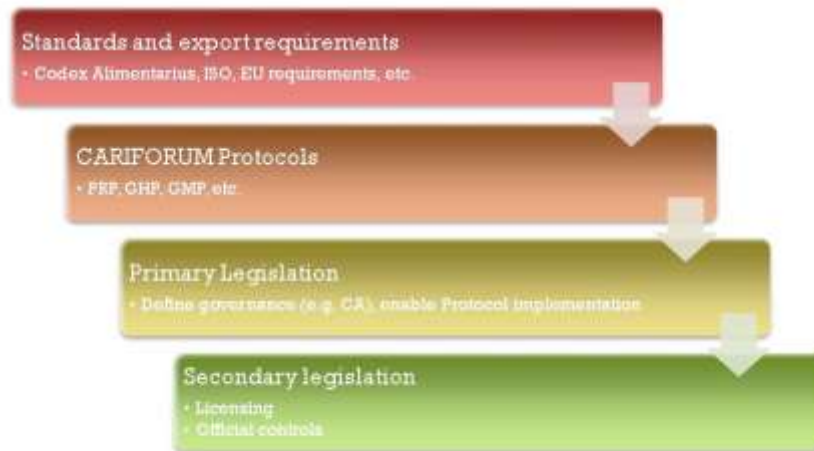 Standards and export requirements
• Codex Alimentarius, ISO, EU requirements, etc.
CARIFORUM Protocols
• PRP, GHP, GMP, etc.
Primary Legislation
• Define governance (e.g. CA), enable Protocol implementation
Secondary legislation
• Licensing
• Official controls